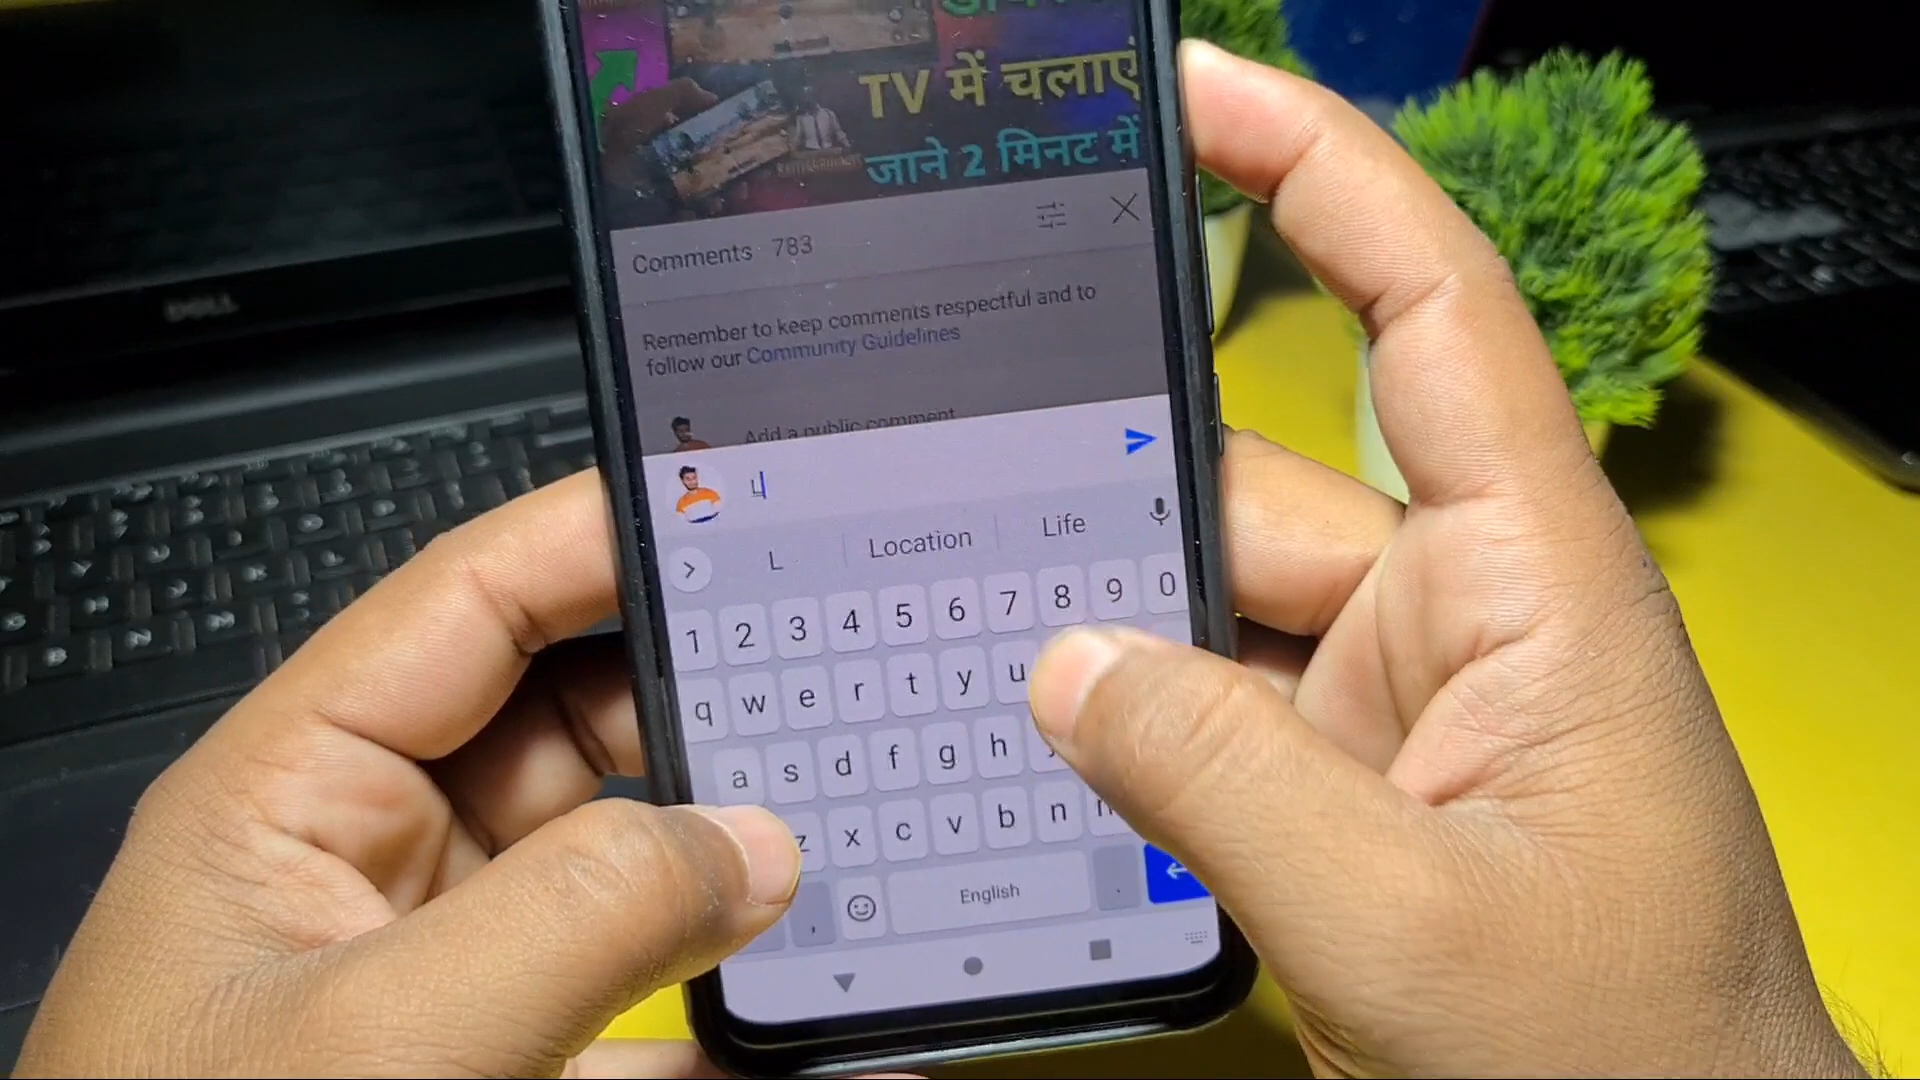 TV में चलाएं
जाने 2 मिनट में
Comments 783
DELL
Remember to keep comments respectful and to
follow our Community Guidelines
Add a public comment
L
L Location Life
1 2 3 4 5 6 7 8 9 0
q w e r t y u
a s d f g h
z x c v b n
, English .